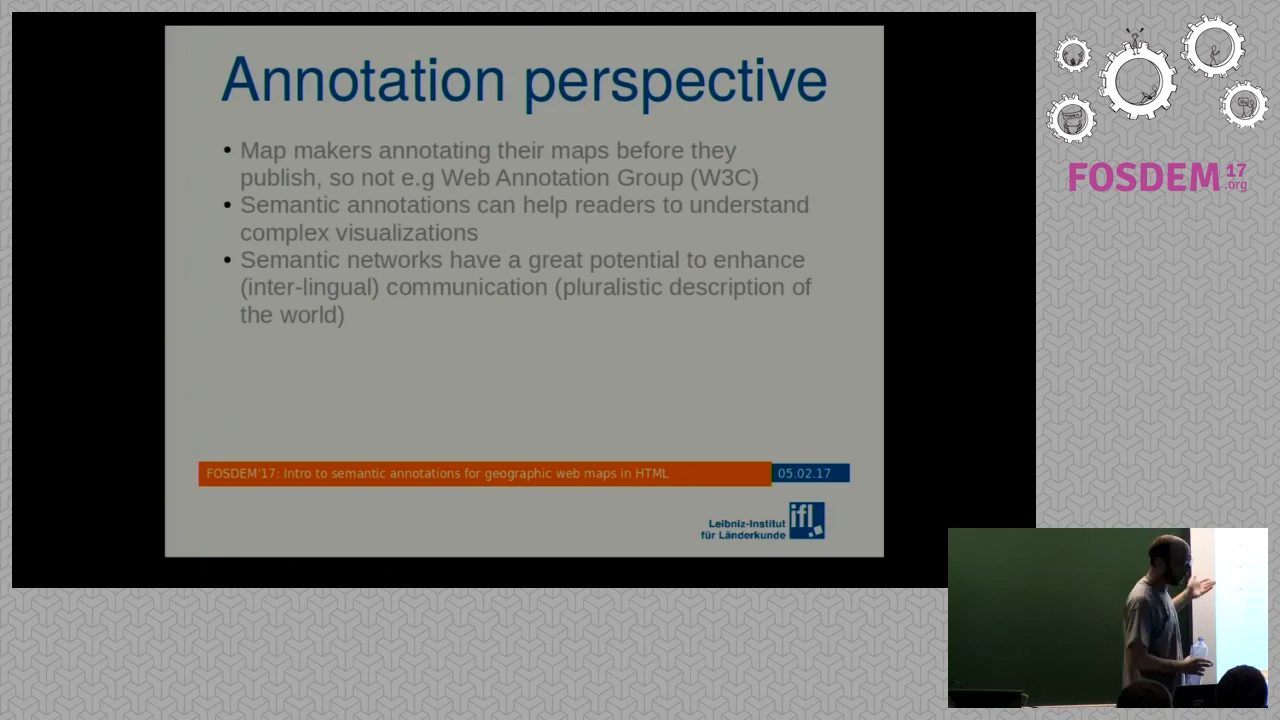 Annotation perspective
• Map makers annotating their maps before they
publish, so not e.g Web Annotation Group (W3C)
• Semantic annotations can help readers to understand
complex visualizations
• Semantic networks have a great potential to enhance
(inter-lingual) communication (pluralistic description of
the world)
FOSDEM'17: Intro to semantic annotations for geographic web maps in HTML
05.02.17
Leibniz-Institut
für Länderkunde
ifl
FOSDEM 17
.org